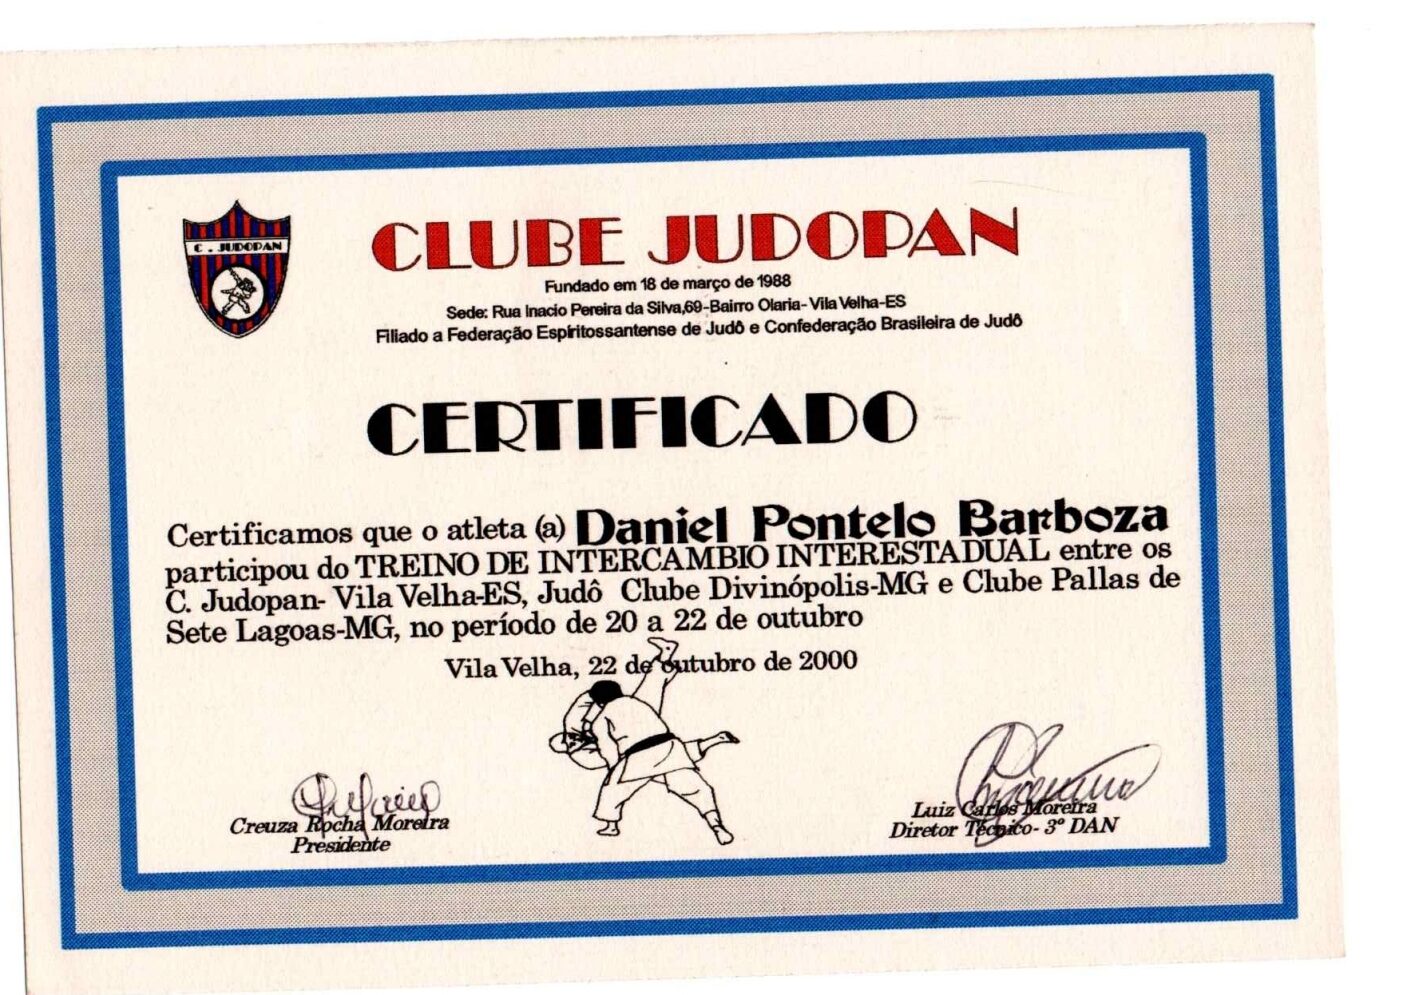 C. JUDOPAN
CLUBE JUDOPAN
Fundado em 18 de março de 1988
Sede: Rua Inacio Pereira da Silva,69-Bairro Olaria-Vila Velha-ES
Filiado a Federação Espiritossantense de Judô e Confederação Brasileira de Judô
CERTIFICADO
Certificamos que o atleta (a) Daniel Pontelo Barboza
participou do TREINO DE INTERCAMBIO INTERESTADUAL entre os
C. Judopan- Vila Velha-ES, Judô Clube Divinópolis-MG e Clube Pallas de
Sete Lagoas-MG, no período de 20 a 22 de outubro
Vila Velha, 22 de outubro de 2000
Creuza Rocha Moreira
Presidente
Luiz Carlos Moreira
Diretor Técnico- 3º DAN